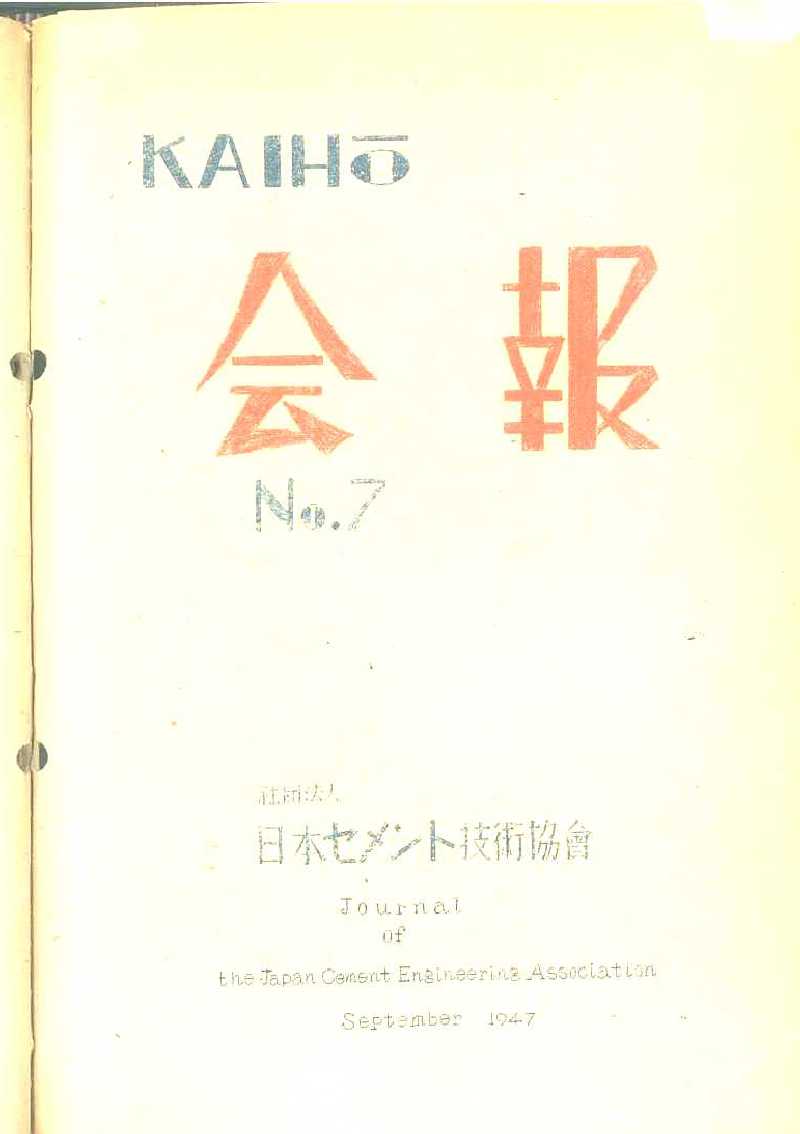 KAIHŌ
会報
No.7
社団法人
日本セメント技術協會
Journal
of
the Japan Cement Engineering Association
September 1947